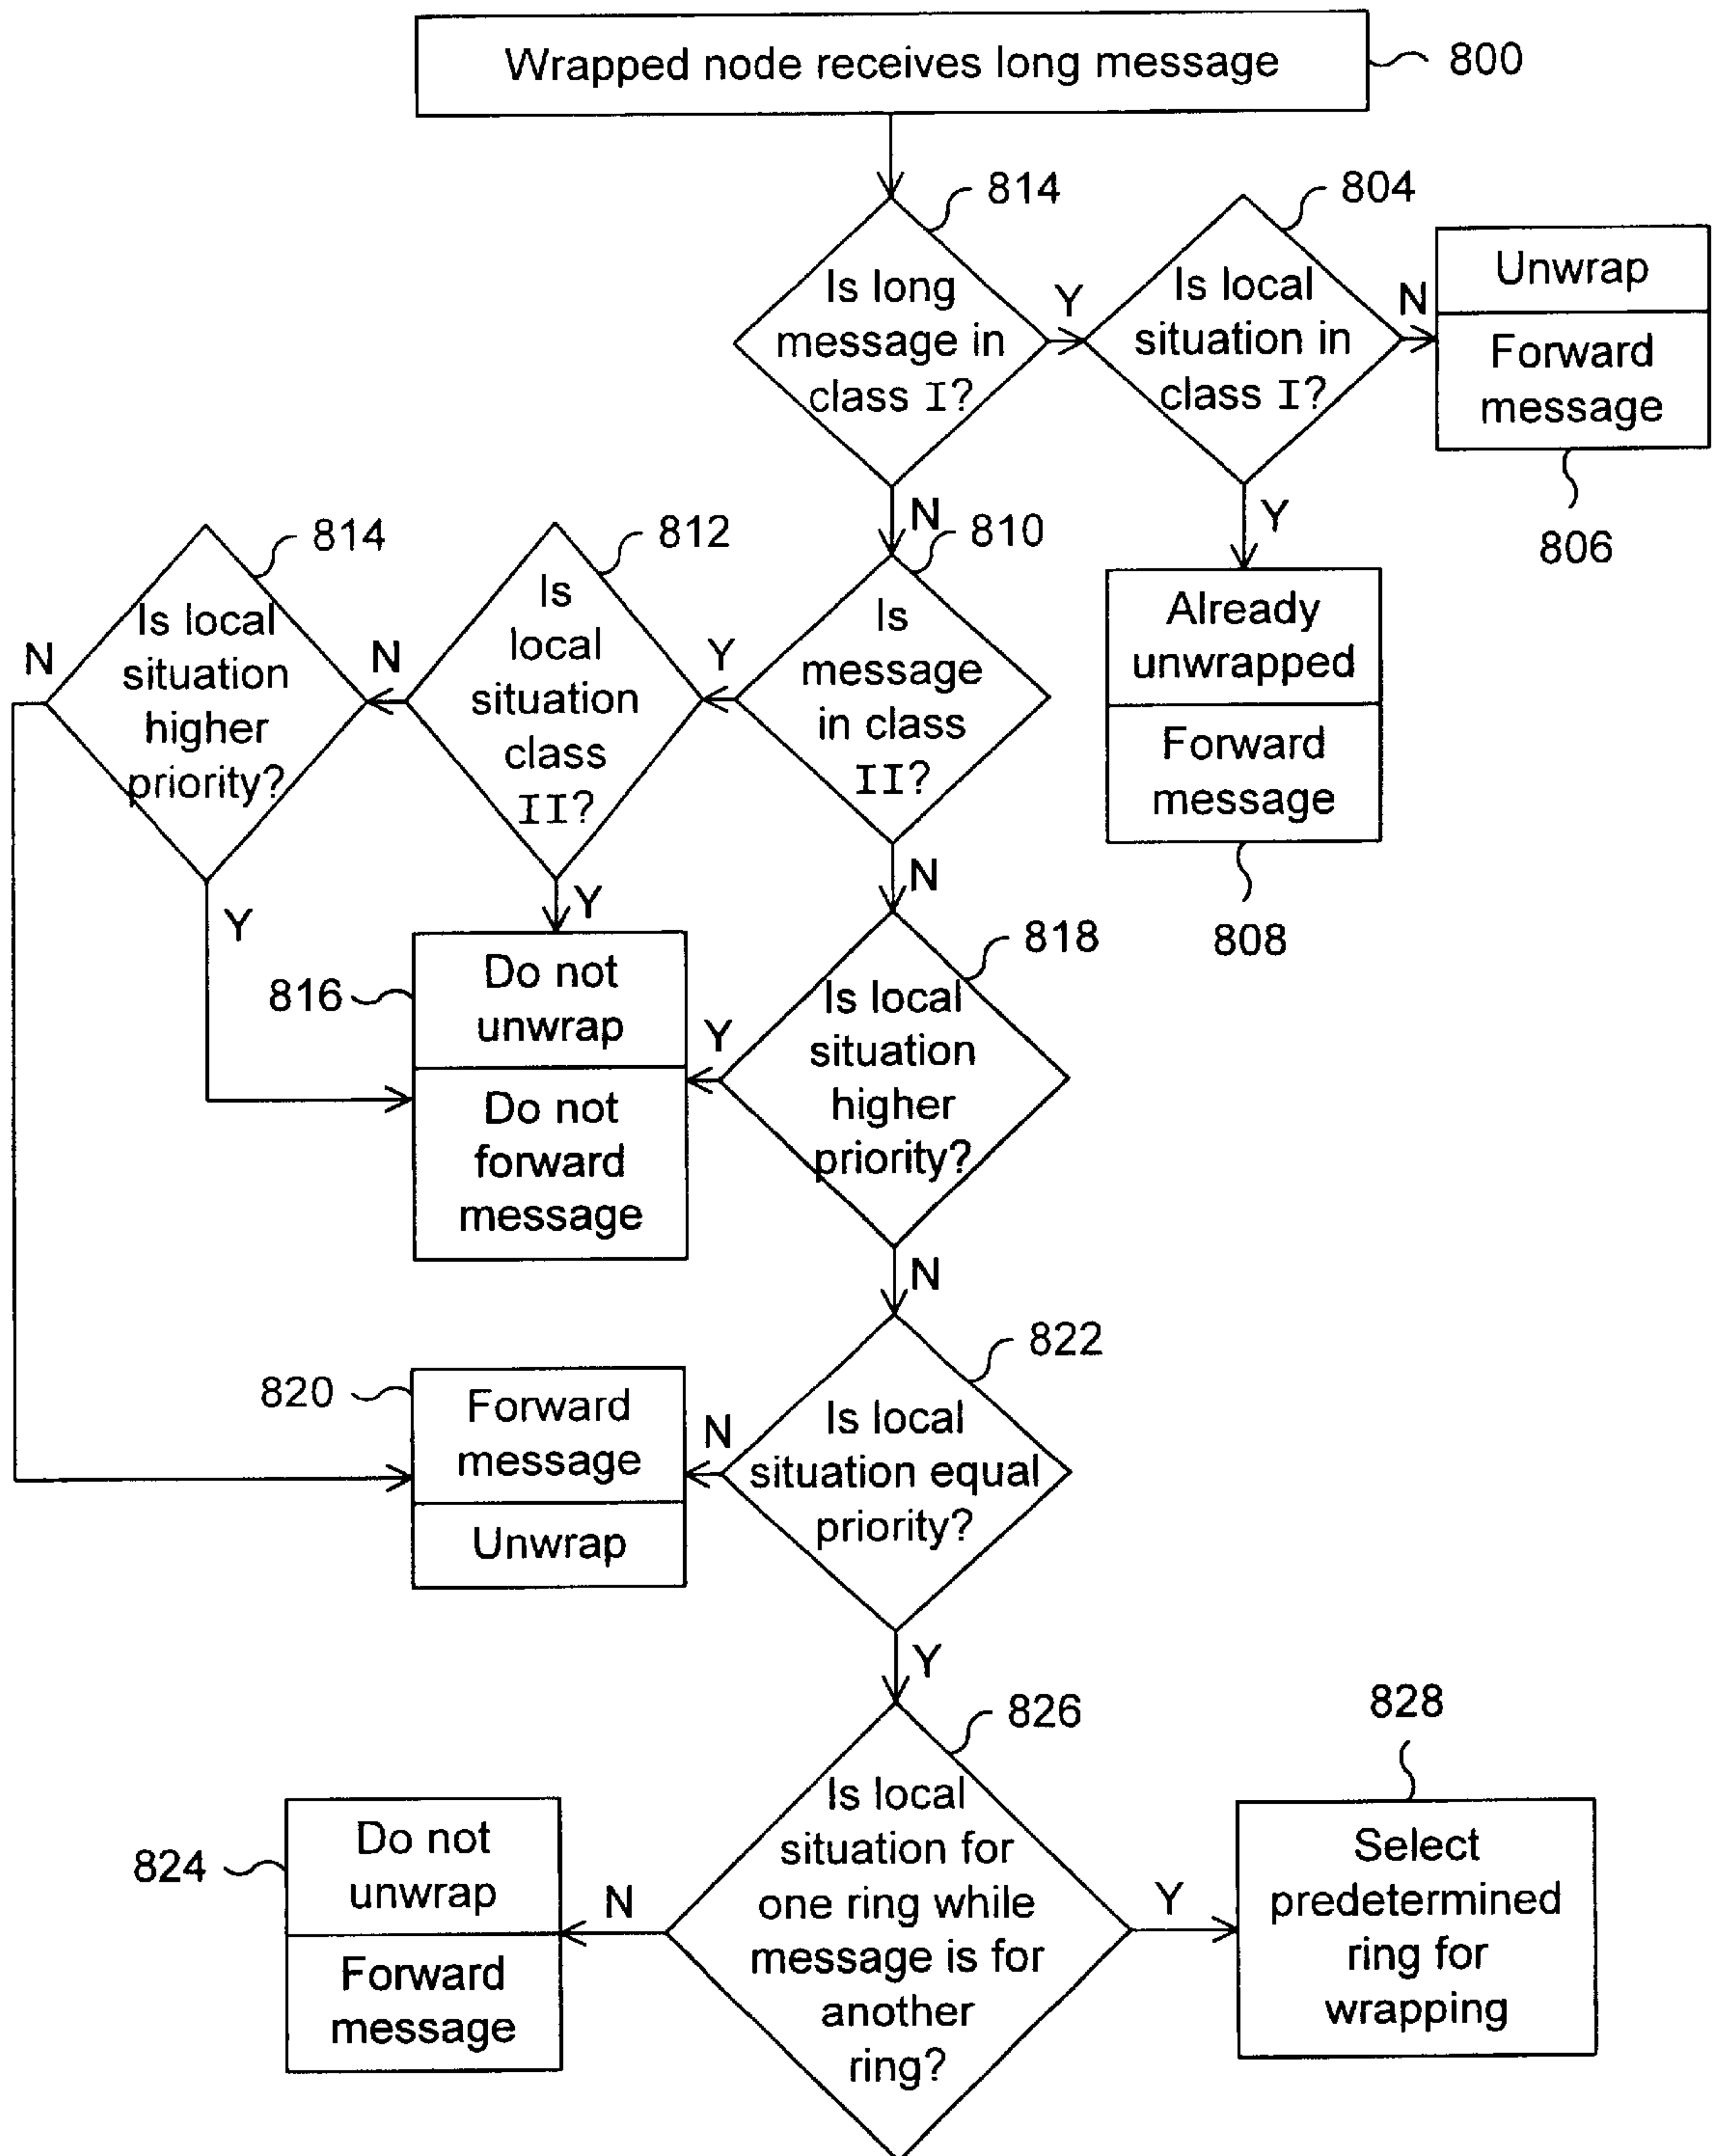 Wrapped node receives long message
800
814
Is long
message in
class I?
Y
N
804
Is local
situation in
class I?
N
Y
Unwrap
Forward
message
806
Already
unwrapped
Forward
message
808
810
Is
message
in class
II?
Y
N
812
Is
local
situation
class
II?
N
Y
814
Is local
situation
higher
priority?
N
Y
816
Do not
unwrap
Do not
forward
message
818
Is local
situation
higher
priority?
Y
N
820
Forward
message
Unwrap
822
Is local
situation equal
priority?
N
Y
826
Is local
situation for
one ring while
message is for
another
ring?
N
Y
824
Do not
unwrap
Forward
message
828
Select
predetermined
ring for
wrapping